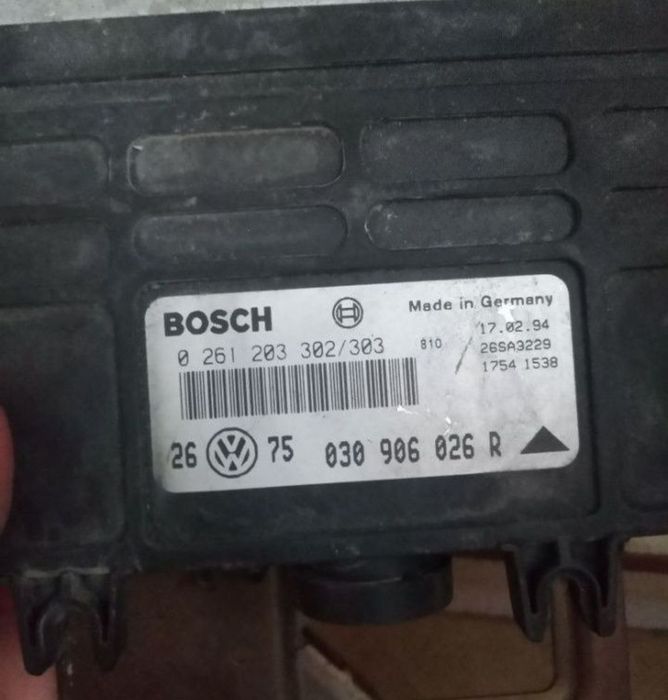 BOSCH
Made in Germany
17.02.94
0 261 203 302/303
810
26SA3229
1754 1538
26 VW 75 030 906 026 R